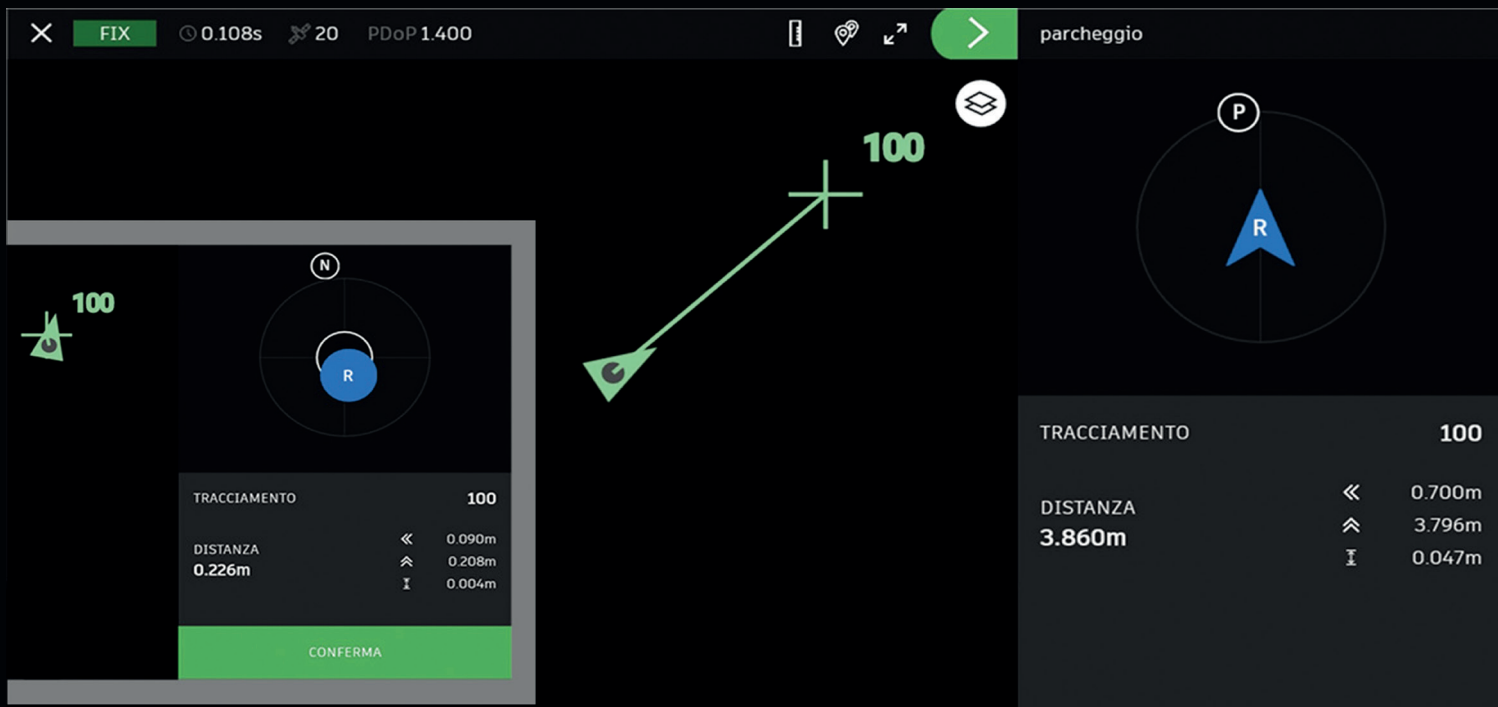 FIX 0.108s 20 PDoP 1.400
parcheggio
100
P
R
TRACCIAMENTO 100
DISTANZA
3.860m
0.700m
3.796m
0.047m
100
N
R
TRACCIAMENTO 100
DISTANZA
0.226m
0.090m
0.208m
0.004m
CONFERMA